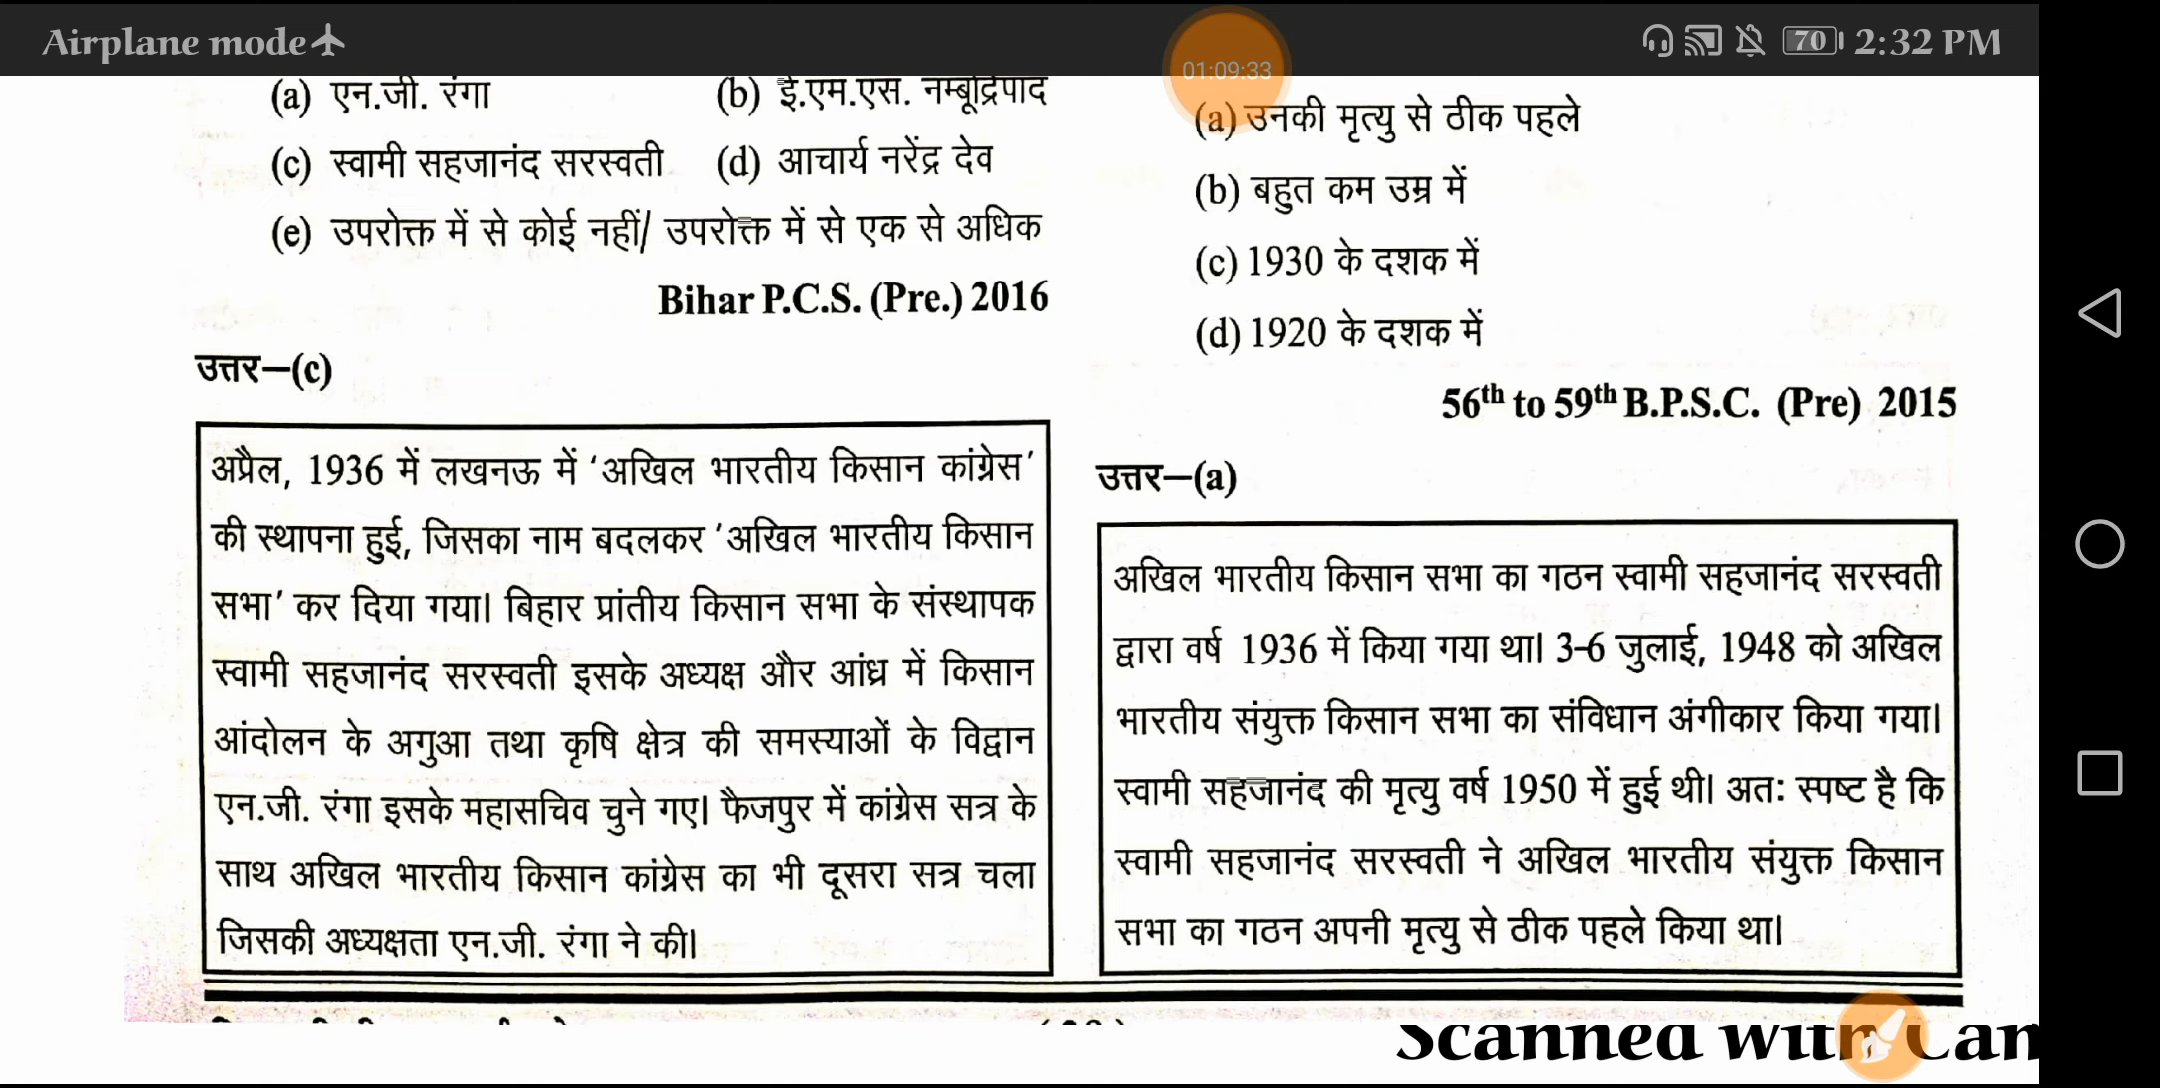 Airplane mode
70 2:32 PM
01:09:33
(a) एन.जी. रंगा (b) ई.एम.एस. नम्बूद्रिपाद
(c) स्वामी सहजानंद सरस्वती (d) आचार्य नरेंद्र देव
(e) उपरोक्त में से कोई नहीं/ उपरोक्त में से एक से अधिक
Bihar P.C.S. (Pre.) 2016
उत्तर–(c)
अप्रैल, 1936 में लखनऊ में ‘अखिल भारतीय किसान कांग्रेस’
की स्थापना हुई, जिसका नाम बदलकर ’अखिल भारतीय किसान
सभा’ कर दिया गया। बिहार प्रांतीय किसान सभा के संस्थापक
स्वामी सहजानंद सरस्वती इसके अध्यक्ष और आंध्र में किसान
आंदोलन के अगुआ तथा कृषि क्षेत्र की समस्याओं के विद्वान
एन.जी. रंगा इसके महासचिव चुने गए। फैजपुर में कांग्रेस सत्र के
साथ अखिल भारतीय किसान कांग्रेस का भी दूसरा सत्र चला
जिसकी अध्यक्षता एन.जी. रंगा ने की।
(a) उनकी मृत्यु से ठीक पहले
(b) बहुत कम उम्र में
(c) 1930 के दशक में
(d) 1920 के दशक में
56th to 59th B.P.S.C. (Pre) 2015
उत्तर–(a)
अखिल भारतीय किसान सभा का गठन स्वामी सहजानंद सरस्वती
द्वारा वर्ष 1936 में किया गया था। 3-6 जुलाई, 1948 को अखिल
भारतीय संयुक्त किसान सभा का संविधान अंगीकार किया गया।
स्वामी सहजानंद की मृत्यु वर्ष 1950 में हुई थी। अतः स्पष्ट है कि
स्वामी सहजानंद सरस्वती ने अखिल भारतीय संयुक्त किसान
सभा का गठन अपनी मृत्यु से ठीक पहले किया था।
Scanned with Cam